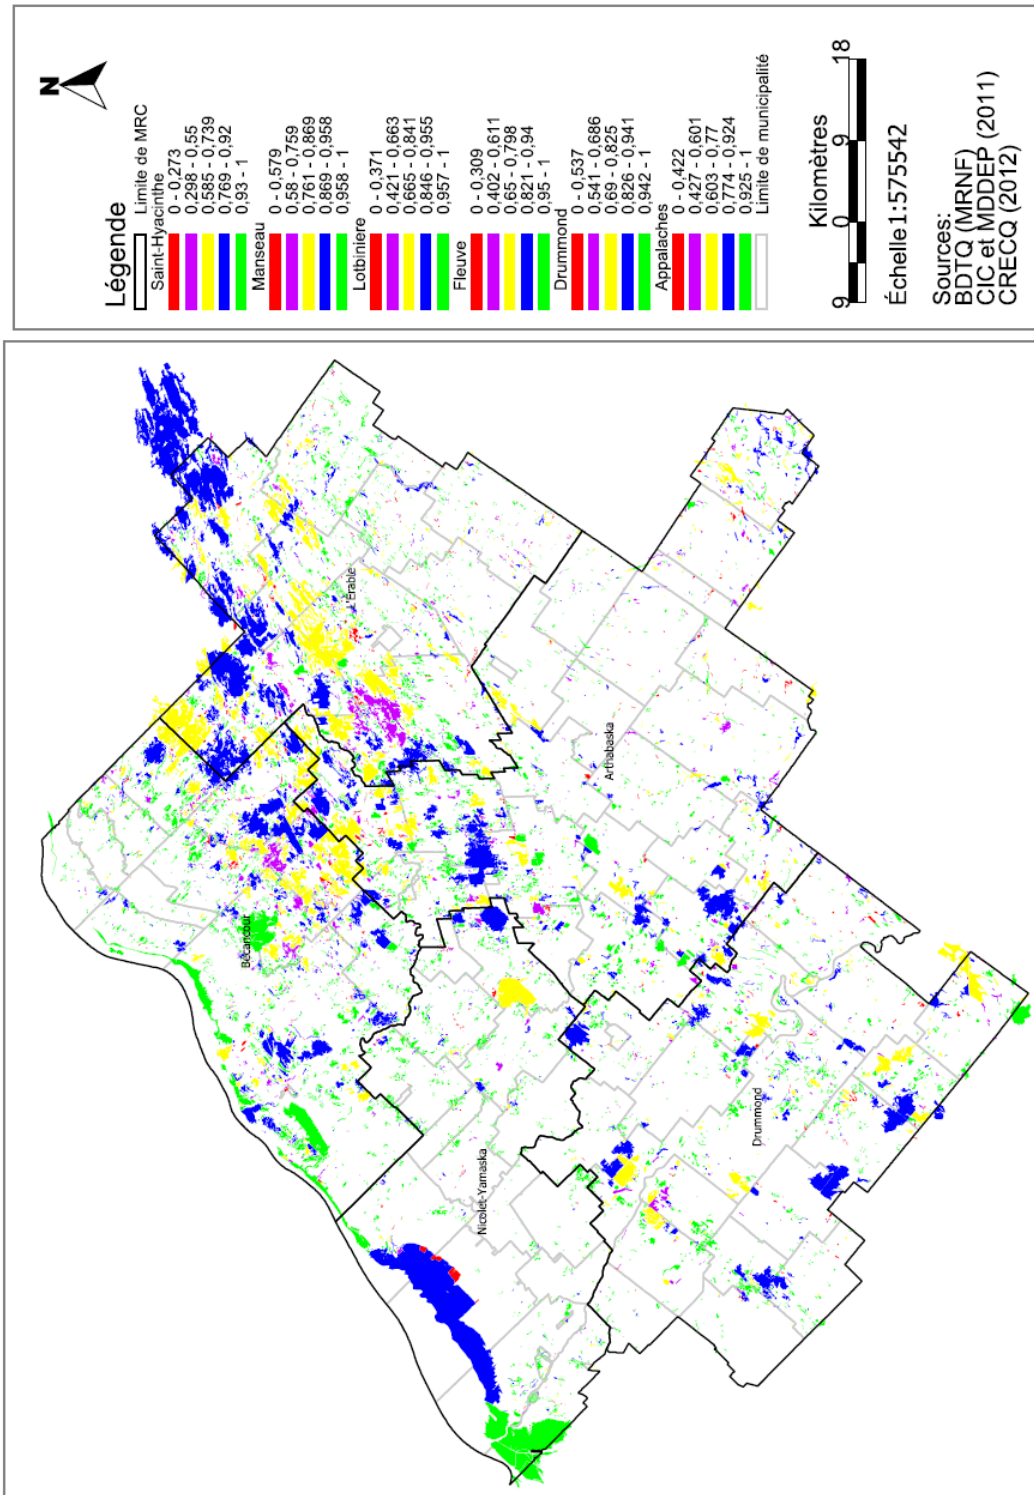 N
Légende
Limite de MRC
Saint-Hyacinthe
0 - 0,273
0,298 - 0,55
0,585 - 0,739
0,769 - 0,92
0,93 - 1
Manseau
0 - 0,579
0,58 - 0,759
0,761 - 0,869
0,869 - 0,958
0,958 - 1
Lotbiniere
0 - 0,371
0,421 - 0,663
0,665 - 0,841
0,846 - 0,955
0,957 - 1
Fleuve
0 - 0,309
0,402 - 0,611
0,65 - 0,798
0,821 - 0,94
0,95 - 1
Drummond
0 - 0,537
0,541 - 0,686
0,69 - 0,825
0,826 - 0,941
0,942 - 1
Appalaches
0 - 0,422
0,427 - 0,601
0,603 - 0,77
0,774 - 0,924
0,925 - 1
Limite de municipalité
Kilomètres
9 0 9 18
Échelle 1:575542
Sources:
BDTQ (MRNF)
CIC et MDDEP (2011)
CRECQ (2012)
L'Érable
Bécancour
Arthabaska
Nicolet-Yamaska
Drummond